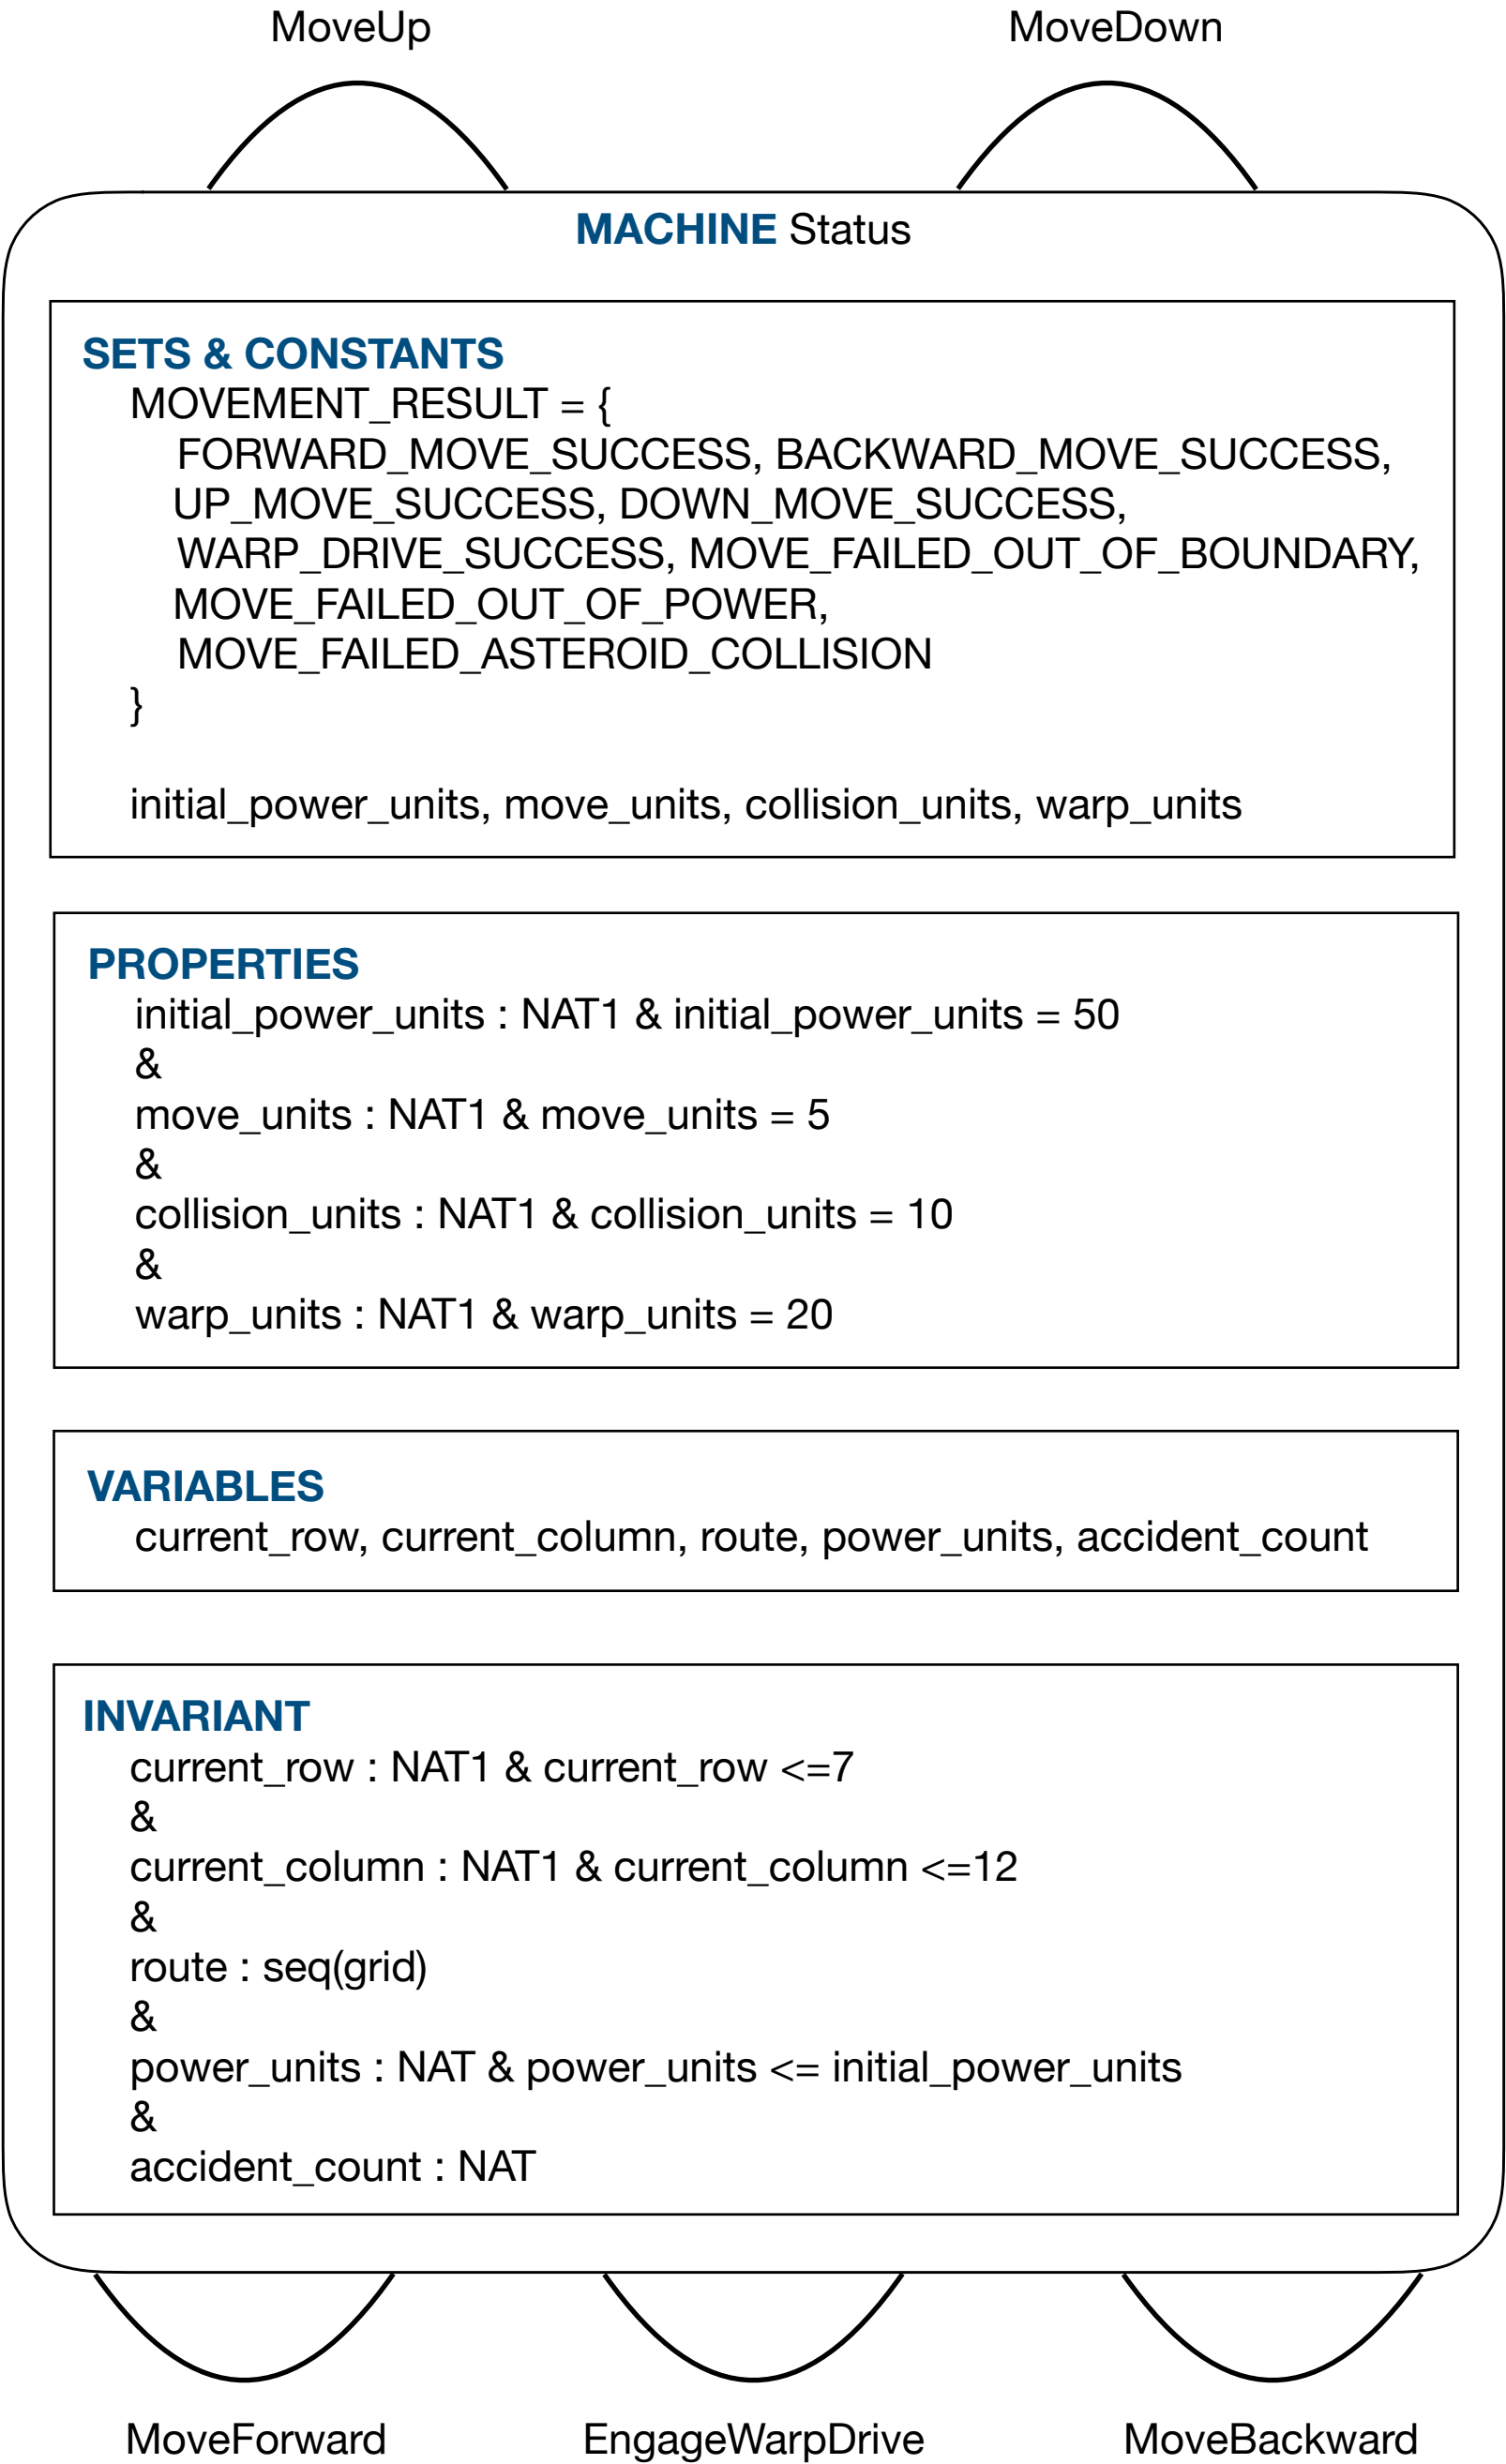 MoveUp
MoveDown
MACHINE Status
SETS & CONSTANTS
MOVEMENT_RESULT = {
FORWARD_MOVE_SUCCESS, BACKWARD_MOVE_SUCCESS,
UP_MOVE_SUCCESS, DOWN_MOVE_SUCCESS,
WARP_DRIVE_SUCCESS, MOVE_FAILED_OUT_OF_BOUNDARY,
MOVE_FAILED_OUT_OF_POWER,
MOVE_FAILED_ASTEROID_COLLISION
}
initial_power_units, move_units, collision_units, warp_units
PROPERTIES
initial_power_units : NAT1 & initial_power_units = 50
&
move_units : NAT1 & move_units = 5
&
collision_units : NAT1 & collision_units = 10
&
warp_units : NAT1 & warp_units = 20
VARIABLES
current_row, current_column, route, power_units, accident_count
INVARIANT
current_row : NAT1 & current_row <=7
&
current_column : NAT1 & current_column <=12
&
route : seq(grid)
&
power_units : NAT & power_units <= initial_power_units
&
accident_count : NAT
MoveForward
EngageWarpDrive
MoveBackward